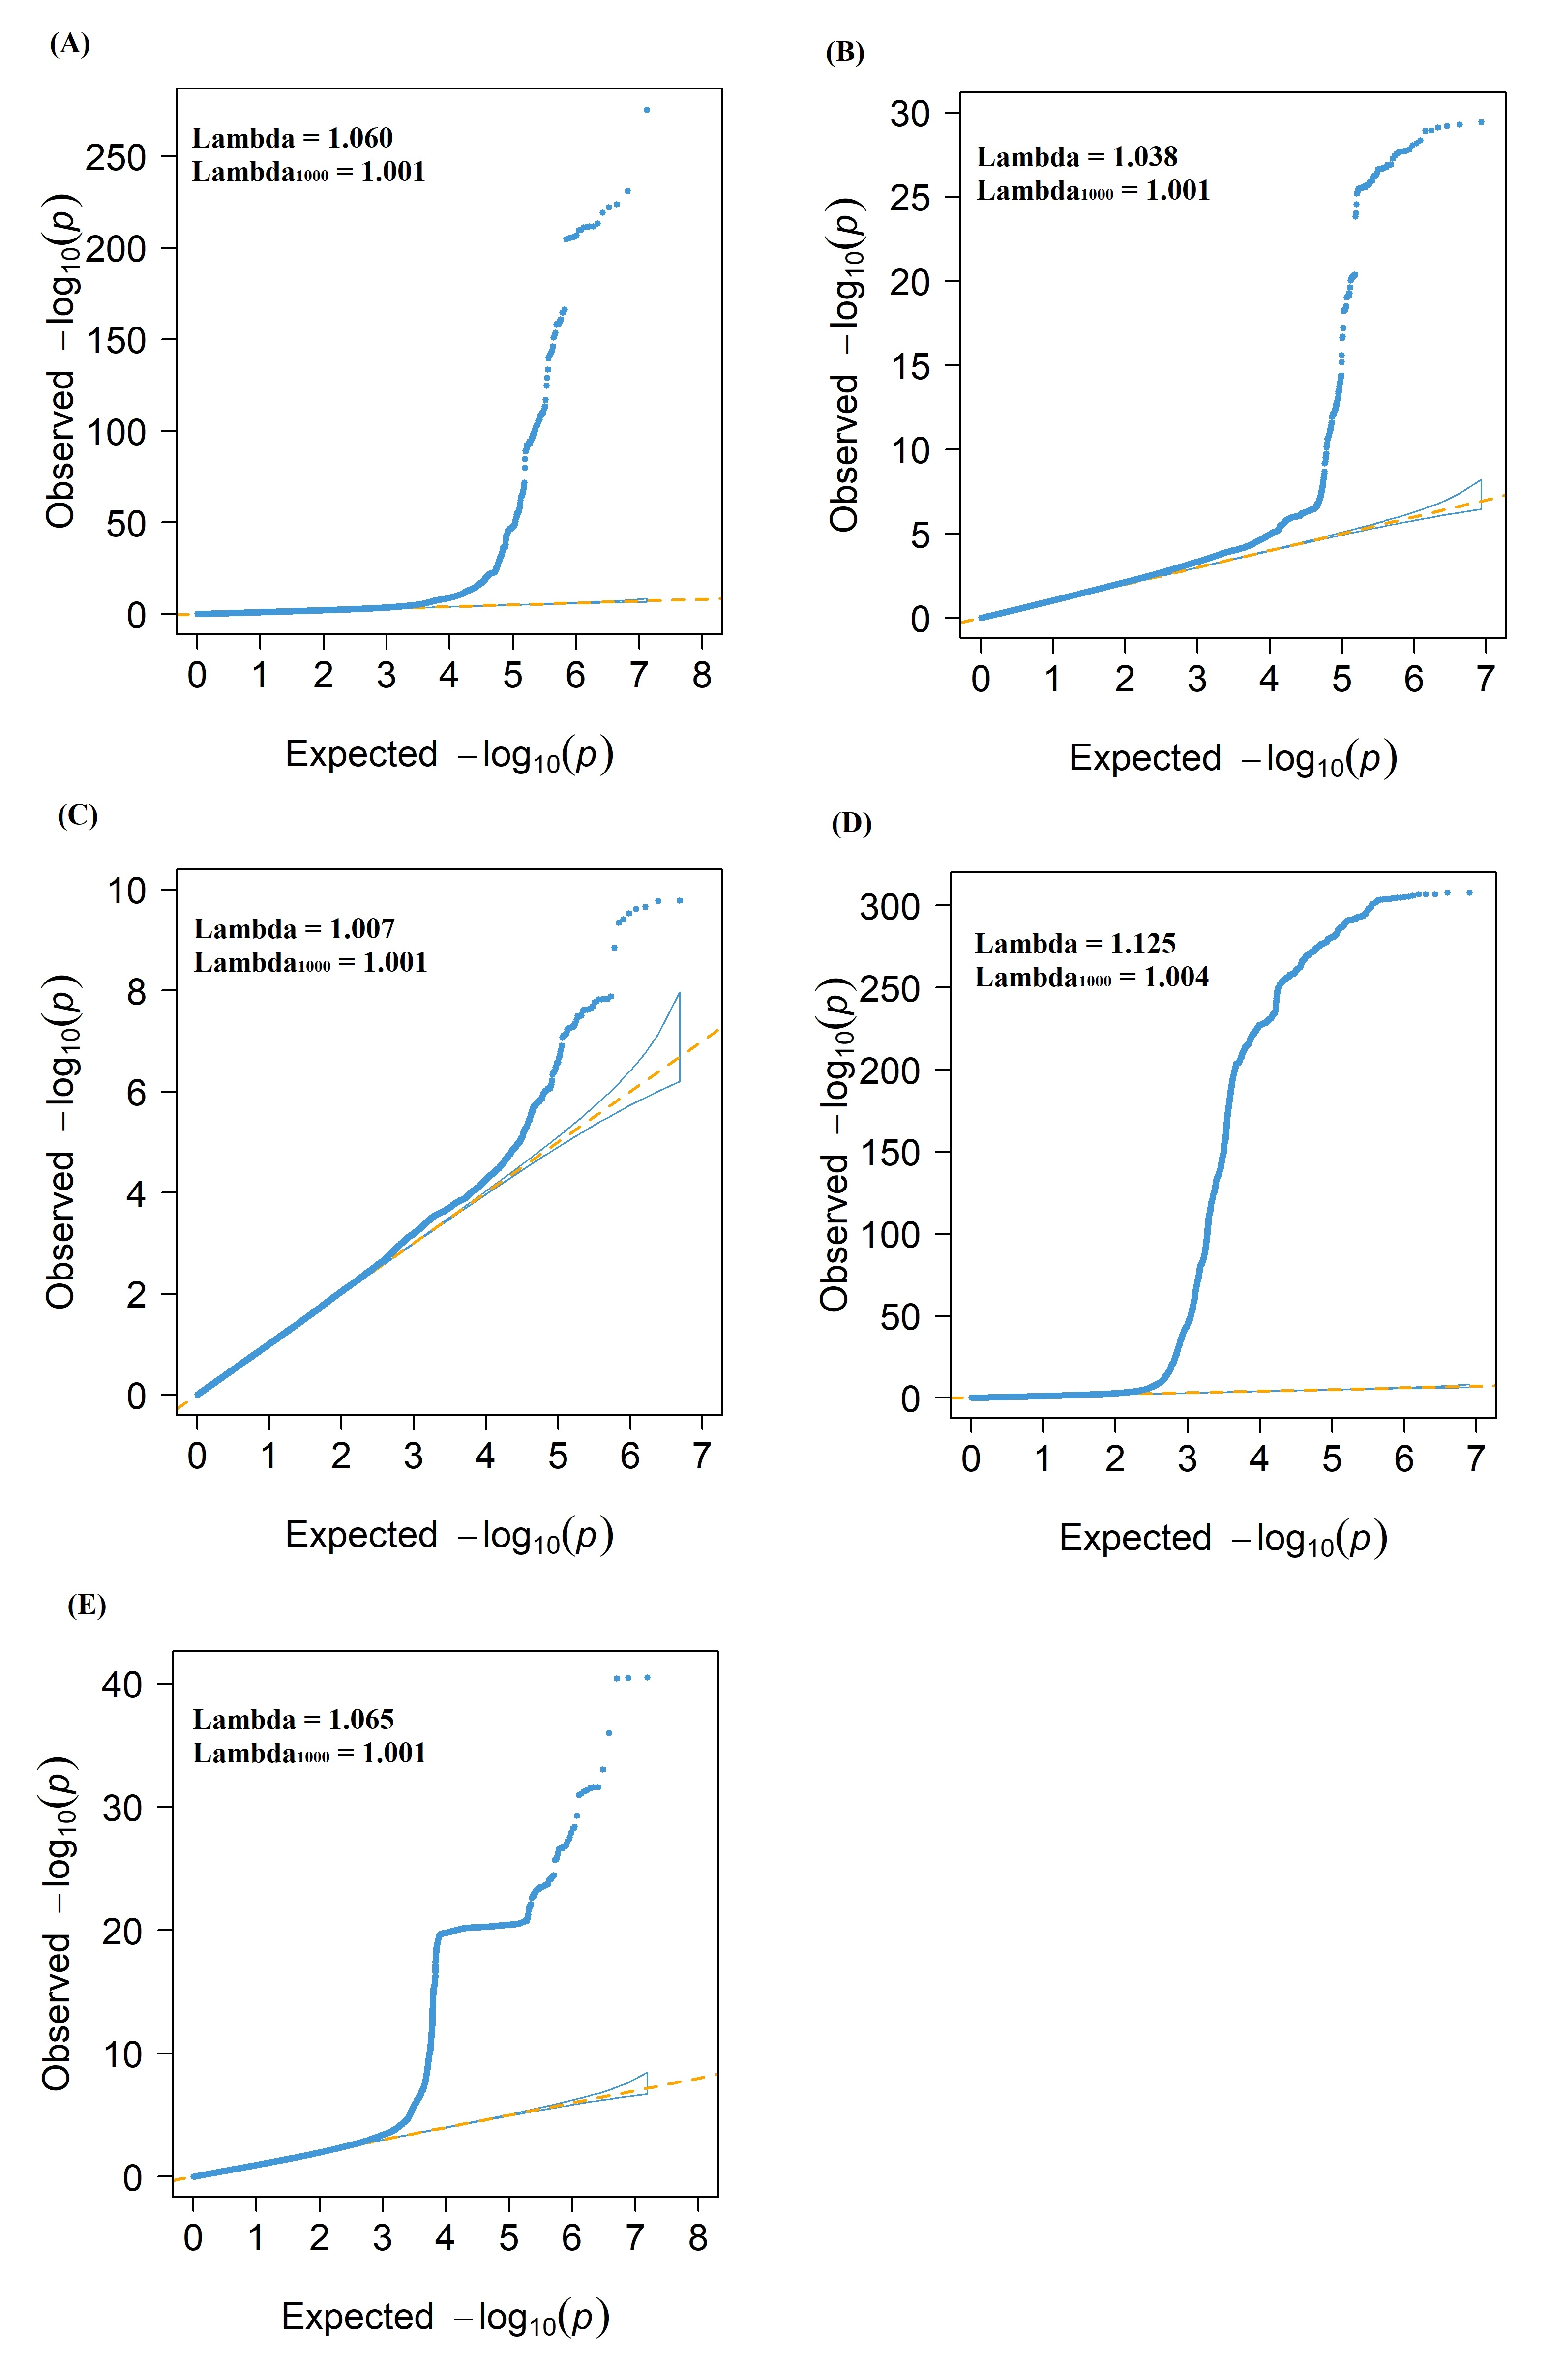 (A)
Lambda = 1.060
Lambda1000 = 1.001
250
200
150
100
50
0
Observed −log10(p)
0 1 2 3 4 5 6 7 8
Expected −log10(p)
(B)
Lambda = 1.038
Lambda1000 = 1.001
30
25
20
15
10
5
0
Observed −log10(p)
0 1 2 3 4 5 6 7
Expected −log10(p)
(C)
Lambda = 1.007
Lambda1000 = 1.001
10
8
6
4
2
0
Observed −log10(p)
0 1 2 3 4 5 6 7
Expected −log10(p)
(D)
Lambda = 1.125
Lambda1000 = 1.004
300
250
200
150
100
50
0
Observed −log10(p)
0 1 2 3 4 5 6 7
Expected −log10(p)
(E)
Lambda = 1.065
Lambda1000 = 1.001
40
30
20
10
0
Observed −log10(p)
0 1 2 3 4 5 6 7 8
Expected −log10(p)